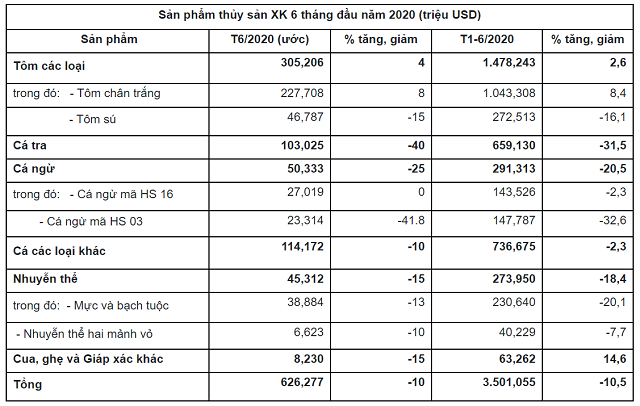 Sản phẩm thủy sản XK 6 tháng đầu năm 2020 (triệu USD)
Sản phẩm T6/2020 (ước) % tăng, giảm T1-6/2020 % tăng, giảm
Tôm các loại 305,206 4 1.478,243 2,6
trong đó: - Tôm chân trắng 227,708 8 1.043,308 8,4
- Tôm sú 46,787 -15 272,513 -16,1
Cá tra 103,025 -40 659,130 -31,5
Cá ngừ 50,333 -25 291,313 -20,5
trong đó: - Cá ngừ mã HS 16 27,019 0 143,526 -2,3
- Cá ngừ mã HS 03 23,314 -41.8 147,787 -32,6
Cá các loại khác 114,172 -10 736,675 -2,3
Nhuyễn thể 45,312 -15 273,950 -18,4
trong đó: - Mực và bạch tuộc 38,884 -13 230,640 -20,1
- Nhuyễn thể hai mảnh vỏ 6,623 -10 40,229 -7,7
Cua, ghẹ và Giáp xác khác 8,230 -15 63,262 14,6
Tổng 626,277 -10 3.501,055 -10,5